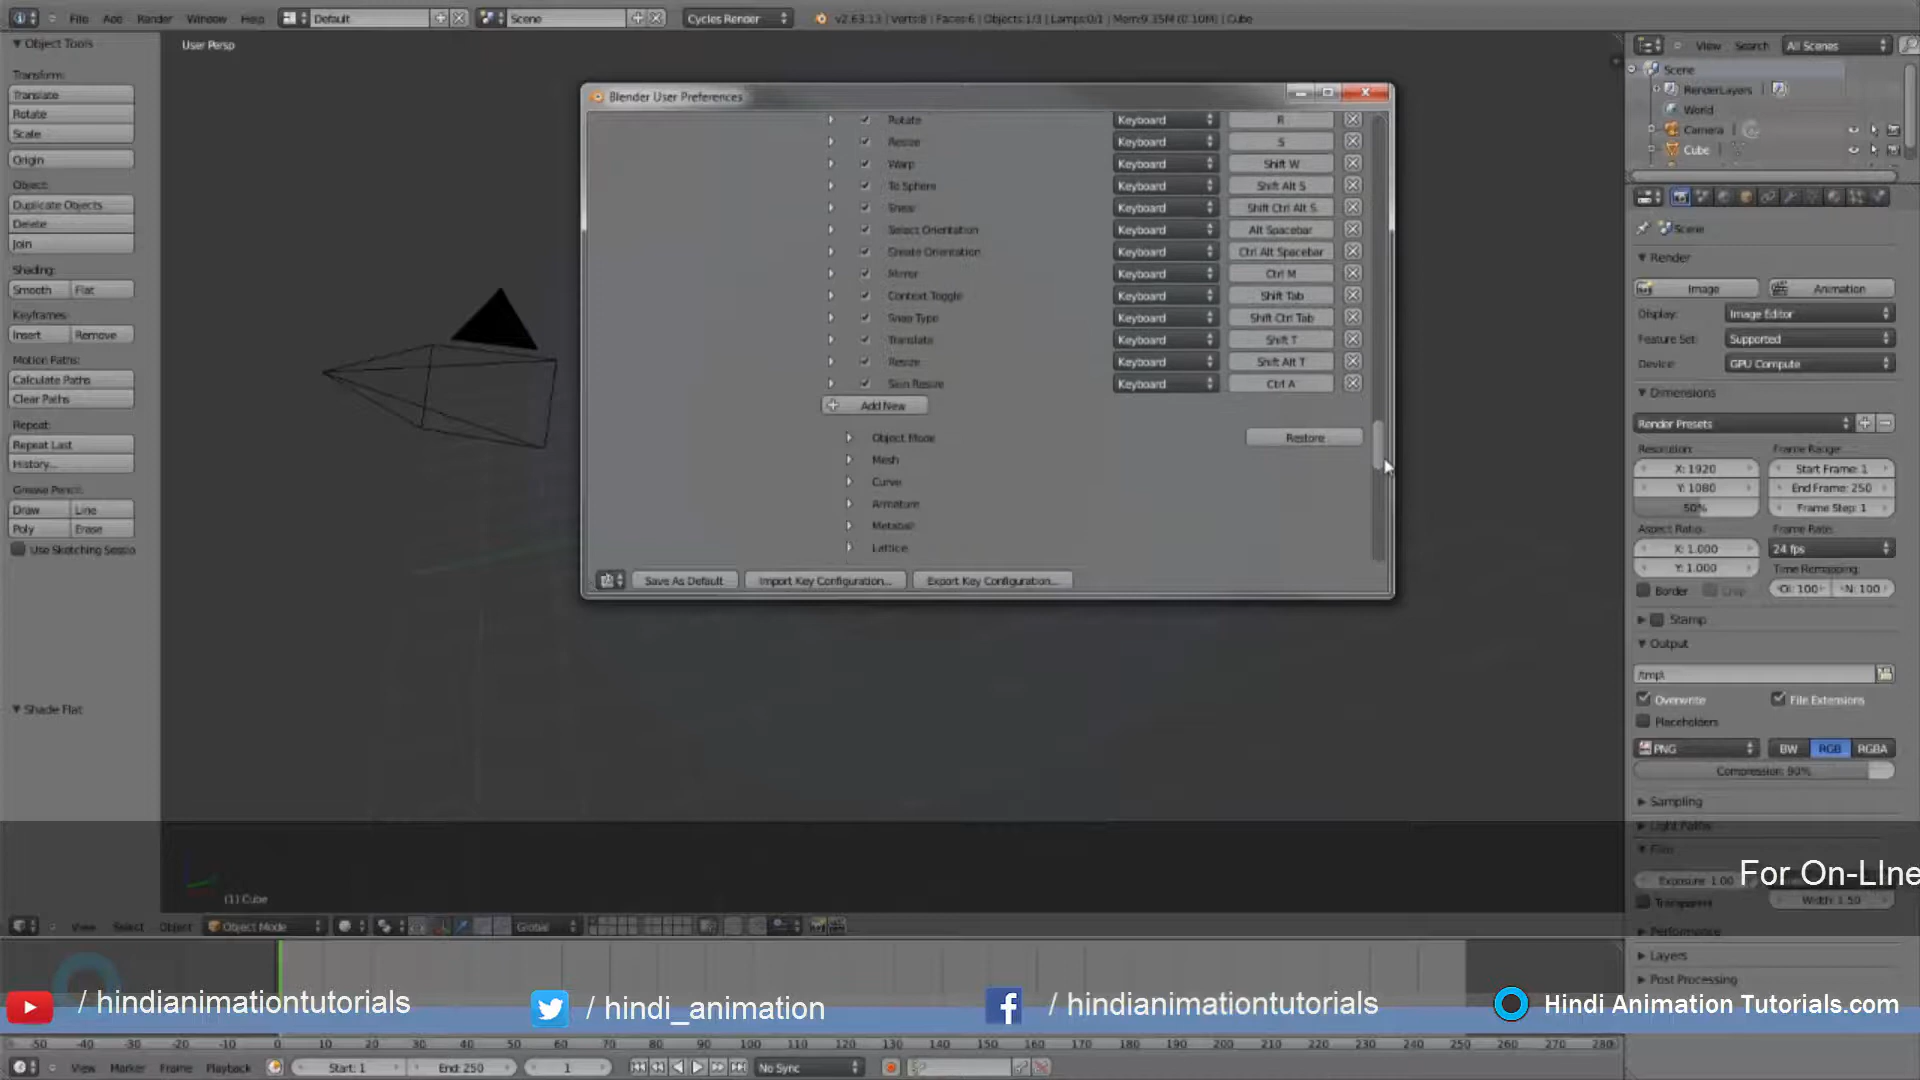 File Add Render Window Help Default Scene Cycles Render v2.63.13 | Verts:8 | Faces:6 | Objects:1/3 | Lamps:0/1 | Mem:9.35M (0.10M) | Cube
Object Tools
Transform:
Translate
Rotate
Scale
Origin
Object:
Duplicate Objects
Delete
Join
Shading:
Smooth Flat
Keyframes:
Insert Remove
Motion Paths:
Calculate Paths
Clear Paths
Repeat:
Repeat Last
History...
Grease Pencil:
Draw Line
Poly Erase
Use Sketching Sessio
Shade Flat
User Persp
Blender User Preferences
Rotate Keyboard R
Resize Keyboard S
Warp Keyboard Shift W
To Sphere Keyboard Shift Alt S
Shear Keyboard Shift Ctrl Alt S
Select Orientation Keyboard Alt Spacebar
Create Orientation Keyboard Ctrl Alt Spacebar
Mirror Keyboard Ctrl M
Context Toggle Keyboard Shift Tab
Snap Type Keyboard Shift Ctrl Tab
Translate Keyboard Shift T
Resize Keyboard Shift Alt T
Skin Resize Keyboard Ctrl A
Add New
Object Mode Restore
Mesh
Curve
Armature
Metaball
Lattice
Save As Default Import Key Configuration... Export Key Configuration...
View Search All Scenes
Scene
RenderLayers
World
Camera
Cube
Scene
Render
Image Animation
Display: Image Editor
Feature Set: Supported
Device: GPU Compute
Dimensions
Render Presets
Resolution: Frame Range:
X: 1920 Start Frame: 1
Y: 1080 End Frame: 250
50% Frame Step: 1
Aspect Ratio: Frame Rate:
X: 1.000 24 fps
Y: 1.000 Time Remapping:
Border Crop Ol: 100 N: 100
Stamp
Output
/tmp\
Overwrite File Extensions
Placeholders
PNG BW RGB RGBA
Compression: 90%
Sampling
Light Paths
Film
Exposure: 1.00
Transparent Width: 1.50
Performance
Layers
Post Processing
For On-LIne
(1) Cube
View Select Object Object Mode Global
/ hindianimationtutorials / hindi_animation / hindianimationtutorials Hindi Animation Tutorials.com
-50 -40 -30 -20 -10 0 10 20 30 40 50 60 70 80 90 100 110 120 130 140 150 160 170 180 190 200 210 220 230 240 250 260 270 280
View Marker Frame Playback Start: 1 End: 250 1 No Sync